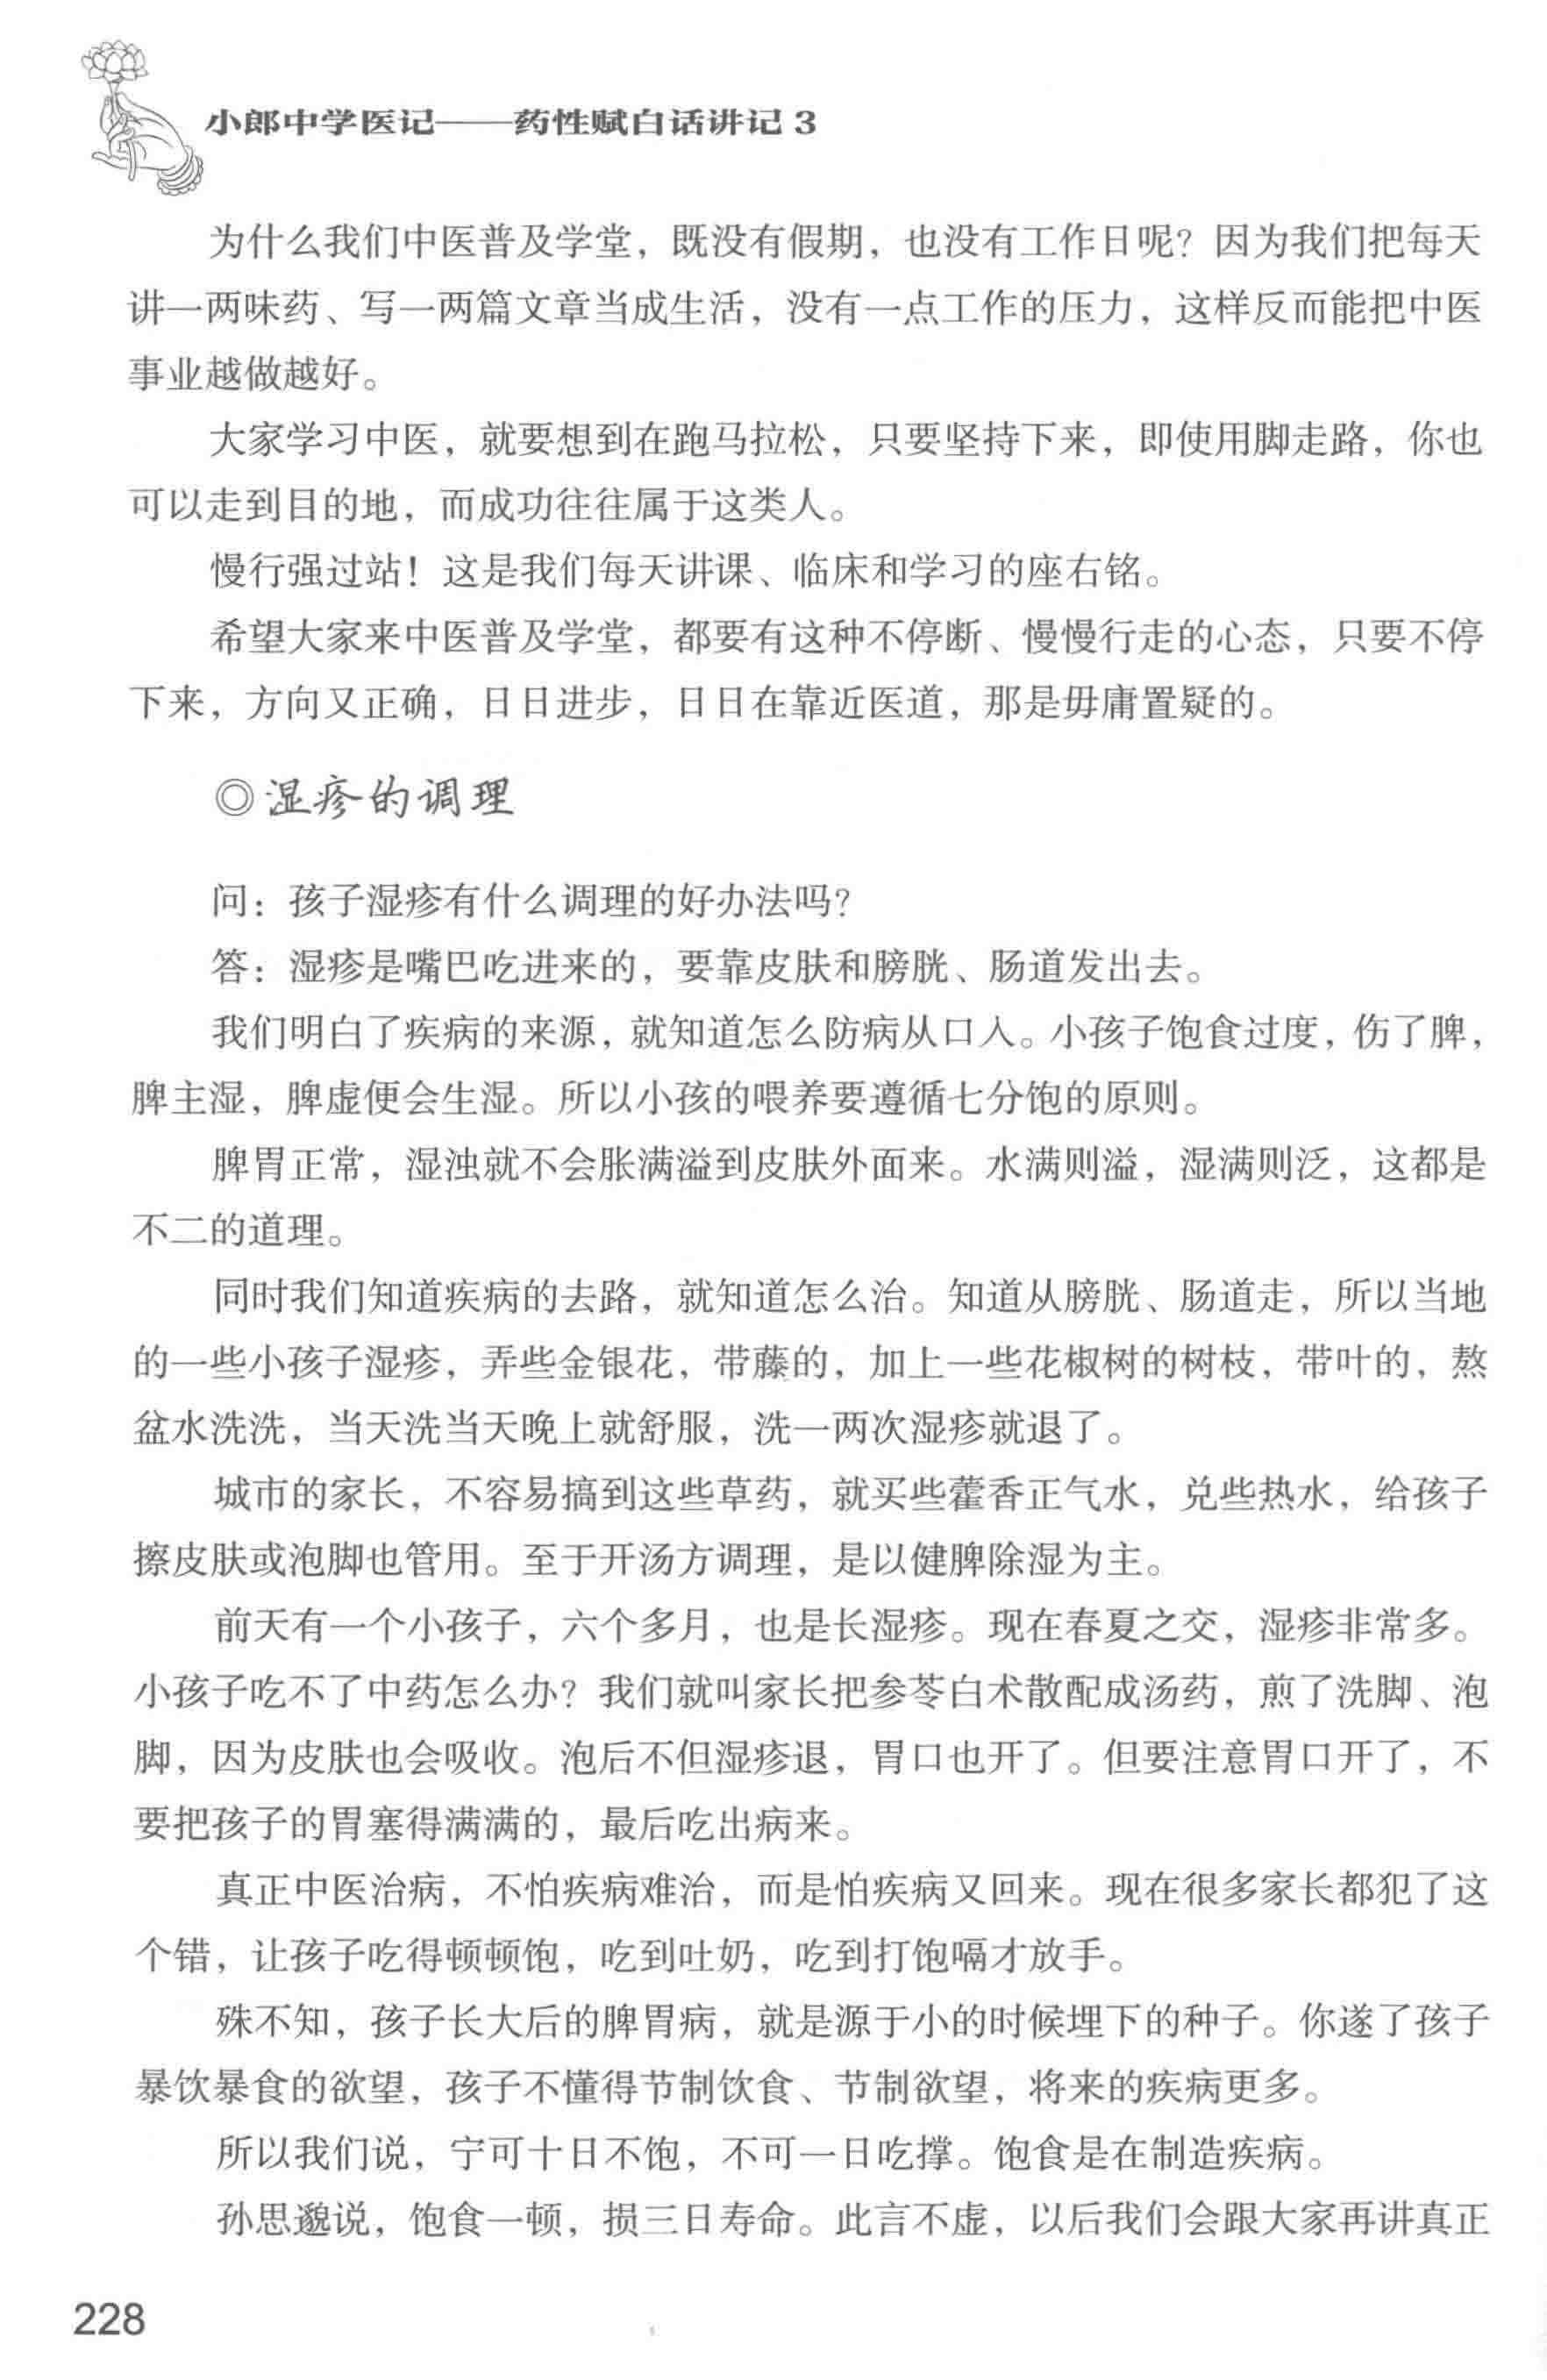 小郎中学医记——药性赋白话讲记3
为什么我们中医普及学堂，既没有假期，也没有工作日呢？因为我们把每天
讲一两味药、写一两篇文章当成生活，没有一点工作的压力，这样反而能把中医
事业越做越好。
大家学习中医，就要想到在跑马拉松，只要坚持下来，即使用脚走路，你也
可以走到目的地，而成功往往属于这类人。
慢行强过站！这是我们每天讲课、临床和学习的座右铭。
希望大家来中医普及学堂，都要有这种不停断、慢慢行走的心态，只要不停
下来，方向又正确，日日进步，日日在靠近医道，那是毋庸置疑的。
◎湿疹的调理
问：孩子湿疹有什么调理的好办法吗？
答：湿疹是嘴巴吃进来的，要靠皮肤和膀胱、肠道发出去。
我们明白了疾病的来源，就知道怎么防病从口入。小孩子饱食过度，伤了脾，
脾主湿，脾虚便会生湿。所以小孩的喂养要遵循七分饱的原则。
脾胃正常，湿浊就不会胀满溢到皮肤外面来。水满则溢，湿满则泛，这都是
不二的道理。
同时我们知道疾病的去路，就知道怎么治。知道从膀胱、肠道走，所以当地
的一些小孩子湿疹，弄些金银花，带藤的，加上一些花椒树的树枝，带叶的，熬
盆水洗洗，当天洗当天晚上就舒服，洗一两次湿疹就退了。
城市的家长，不容易搞到这些草药，就买些藿香正气水，兑些热水，给孩子
擦皮肤或泡脚也管用。至于开汤方调理，是以健脾除湿为主。
前天有一个小孩子，六个多月，也是长湿疹。现在春夏之交，湿疹非常多。
小孩子吃不了中药怎么办？我们就叫家长把参苓白术散配成汤药，煎了洗脚、泡
脚，因为皮肤也会吸收。泡后不但湿疹退，胃口也开了。但要注意胃口开了，不
要把孩子的胃塞得满满的，最后吃出病来。
真正中医治病，不怕疾病难治，而是怕疾病又回来。现在很多家长都犯了这
个错，让孩子吃得顿顿饱，吃到吐奶，吃到打饱嗝才放手。
殊不知，孩子长大后的脾胃病，就是源于小的时候埋下的种子。你遂了孩子
暴饮暴食的欲望，孩子不懂得节制饮食、节制欲望，将来的疾病更多。
所以我们说，宁可十日不饱，不可一日吃撑。饱食是在制造疾病。
孙思邈说，饱食一顿，损三日寿命。此言不虚，以后我们会跟大家再讲真正
228